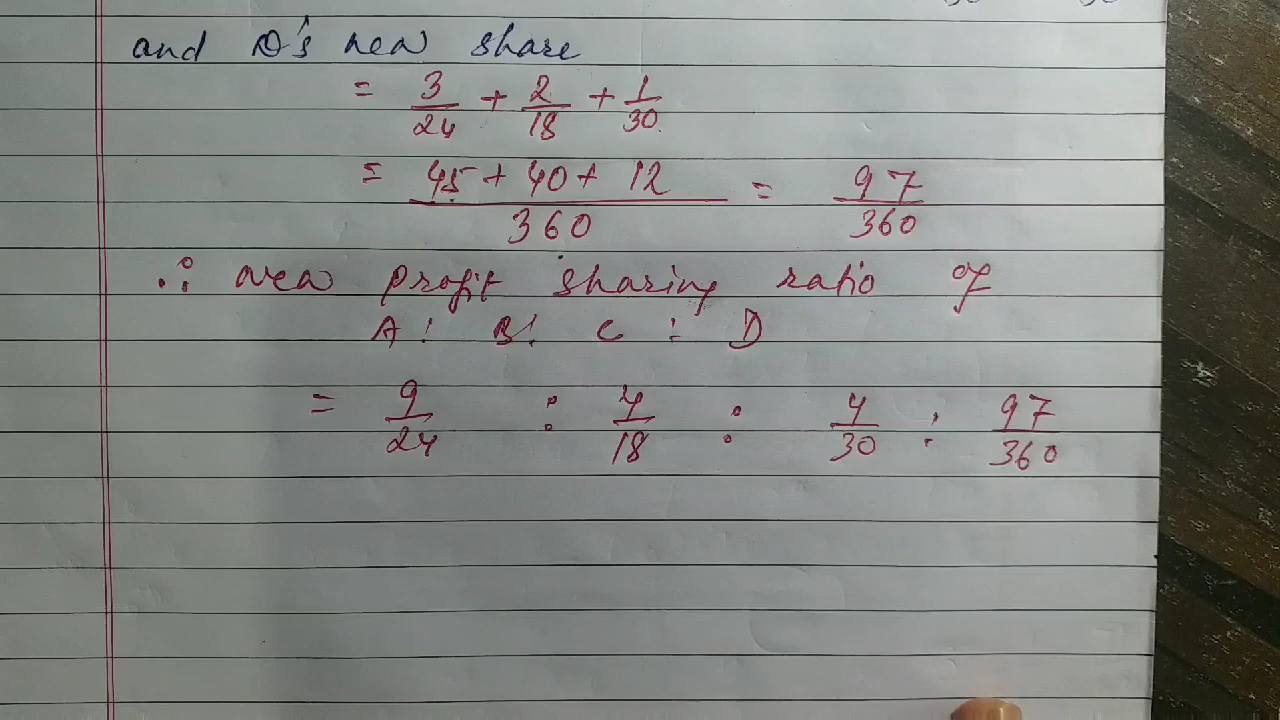 and D's new share
= 3/24 + 2/18 + 1/30
= 45 + 40 + 12 / 360 = 97/360
∴ new profit sharing ratio of
A : B : C : D
= 9/24 : 4/18 : 4/30 : 97/360